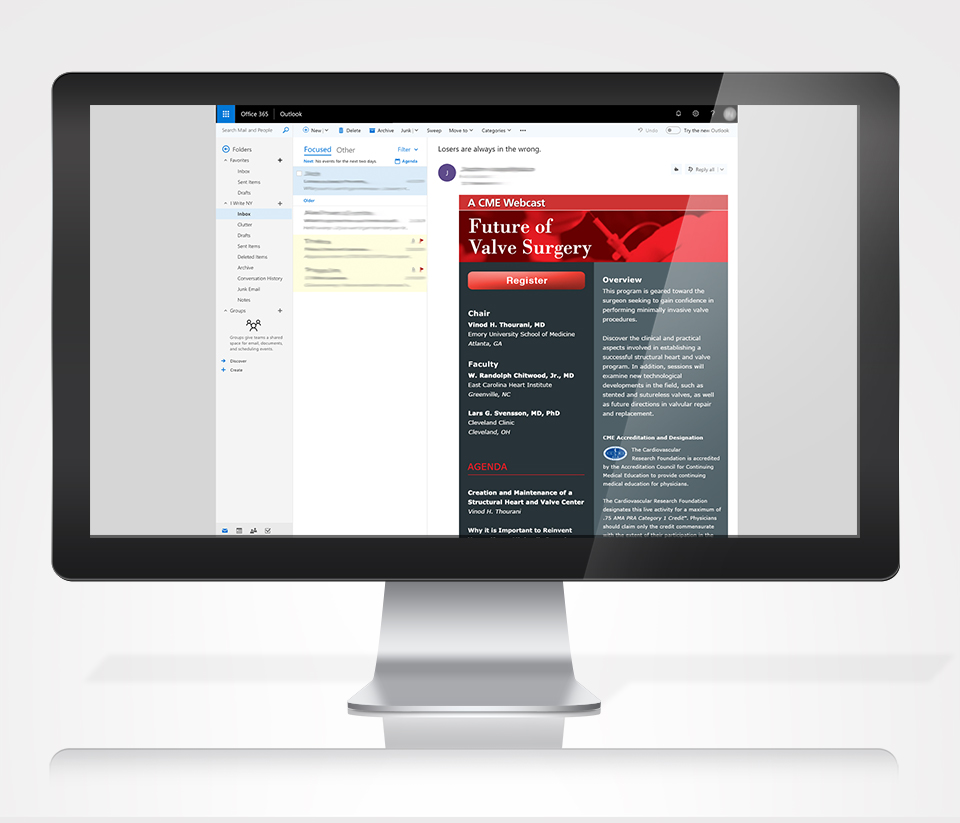 Office 365
Outlook
?
Search Mail and People
New
Delete
Archive
Junk
Sweep
Move to
Categories
Undo
Try the new Outlook
Folders
Favorites
Inbox
Sent Items
Drafts
I Write NY
Inbox
Clutter
Drafts
Sent Items
Deleted Items
Archive
Conversation History
Junk Email
Notes
Groups
Groups give teams a shared
space for email, documents,
and scheduling events.
Discover
Create
Focused
Other
Filter
Next: No events for the next two days
Agenda
Older
Losers are always in the wrong.
J
Reply all
A CME Webcast
Future of
Valve Surgery
Register
Chair
Vinod H. Thourani, MD
Emory University School of Medicine
Atlanta, GA
Faculty
W. Randolph Chitwood, Jr., MD
East Carolina Heart Institute
Greenville, NC
Lars G. Svensson, MD, PhD
Cleveland Clinic
Cleveland, OH
AGENDA
Creation and Maintenance of a
Structural Heart and Valve Center
Vinod H. Thourani
Why it is Important to Reinvent
Overview
This program is geared toward the
surgeon seeking to gain confidence in
performing minimally invasive valve
procedures.
Discover the clinical and practical
aspects involved in establishing a
successful structural heart and valve
program. In addition, sessions will
examine new technological
developments in the field, such as
stented and sutureless valves, as well
as future directions in valvular repair
and replacement.
CME Accreditation and Designation
The Cardiovascular
Research Foundation is accredited
by the Accreditation Council for Continuing
Medical Education to provide continuing
medical education for physicians.
The Cardiovascular Research Foundation
designates this live activity for a maximum of
.75 AMA PRA Category 1 Credit™. Physicians
should claim only the credit commensurate
with the extent of their participation in the